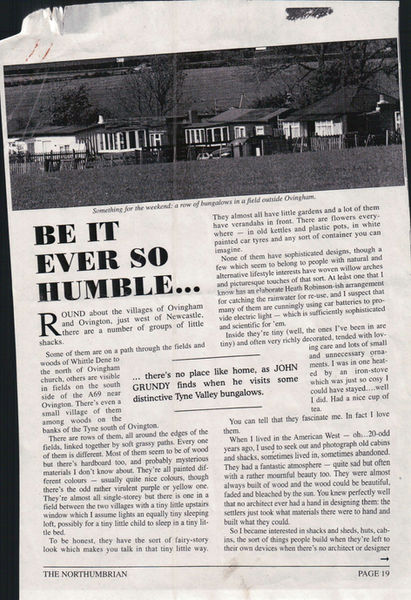 Something for the weekend: a row of bungalows in a field outside Ovingham.
BE IT
EVER SO
HUMBLE...
ROUND about the villages of Ovingham
and Ovington, just west of Newcastle,
there are a number of groups of little
shacks.
Some of them are on a path through the fields and
woods of Whittle Dene to
the north of Ovingham
church, others are visible
in fields on the south
side of the A69 near
Ovington. There's even a
small village of them
among woods on the
banks of the Tyne south of Ovington.
There are rows of them, all around the edges of the
fields, linked together by soft grassy paths. Every one
of them is different. Most of them seem to be of wood
but there's hardboard too, and probably mysterious
materials I don't know about. They're all painted dif-
ferent colours — usually quite nice colours, though
there's the odd rather virulent purple or yellow one.
They're almost all single-storey but there is one in a
field between the two villages with a tiny little upstairs
window which I assume lights an equally tiny sleeping
loft, possibly for a tiny little child to sleep in a tiny lit-
tle bed.
To be honest, they have the sort of fairy-story
look which makes you talk in that tiny little way.
... there's no place like home, as JOHN
GRUNDY finds when he visits some
distinctive Tyne Valley bungalows.
They almost all have little gardens and a lot of them
have verandahs in front. There are flowers every-
where — in old kettles and plastic pots, in white
painted car tyres and any sort of container you can
imagine.
None of them have sophisticated designs, though a
few which seem to belong to people with natural and
alternative lifestyle interests have woven willow arches
and picturesque touches of that sort. At least one that I
know has an elaborate Heath Robinson-ish arrangement
for catching the rainwater for re-use, and I suspect that
many of them are cunningly using car batteries to pro-
vide electric light — which is sufficiently sophisticated
and scientific for 'em.
Inside they're tiny (well, the ones I've been in are
tiny) and often very richly decorated, tended with lov-
ing care and lots of small
and unnecessary orna-
ments. I was in one heat-
ed by an iron-stove
which was just so cosy I
could have stayed....well
I did. Had a nice cup of
tea.
You can tell that they fascinate me. In fact I love
them.
When I lived in the American West — oh...20-odd
years ago, I used to seek out and photograph old cabins
and shacks, sometimes lived in, sometimes abandoned.
They had a fantastic atmosphere — quite sad but often
with a rather mournful beauty too. They were almost
always built of wood and the wood could be beautiful,
faded and bleached by the sun. You knew perfectly well
that no architect ever had a hand in designing them: the
settlers just took what materials there were to hand and
built what they could.
So I became interested in shacks and sheds, huts, cab-
ins, the sort of things people build when they're left to
their own devices when there's no architect or designer
→
THE NORTHUMBRIAN
PAGE 19